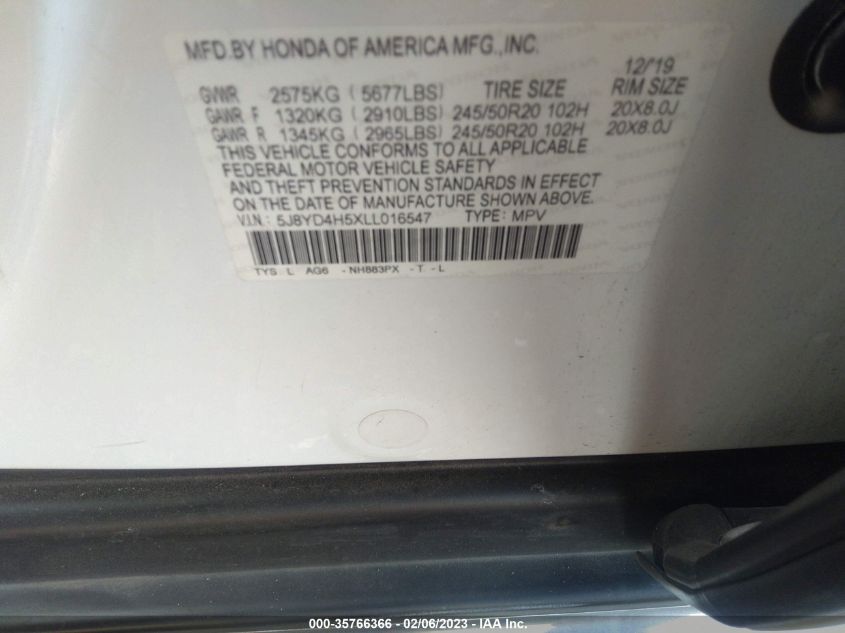 MFD.BY HONDA OF AMERICA MFG.,INC.
12/'19
GVWR 2575KG ( 5677LBS) TIRE SIZE RIM SIZE
GAWR F 1320KG ( 2910LBS) 245/50R20 102H 20X8.0J
GAWR R 1345KG ( 2965LBS) 245/50R20 102H 20X8.0J
THIS VEHICLE CONFORMS TO ALL APPLICABLE
FEDERAL MOTOR VEHICLE SAFETY
AND THEFT PREVENTION STANDARDS IN EFFECT
ON THE DATE OF MANUFACTURE SHOWN ABOVE.
V.I.N: 5J8YD4H5XLL016547 TYPE: MPV
TYS L AG6 -NH883PX -T -L
000-35766366 - 02/06/2023 - IAA Inc.